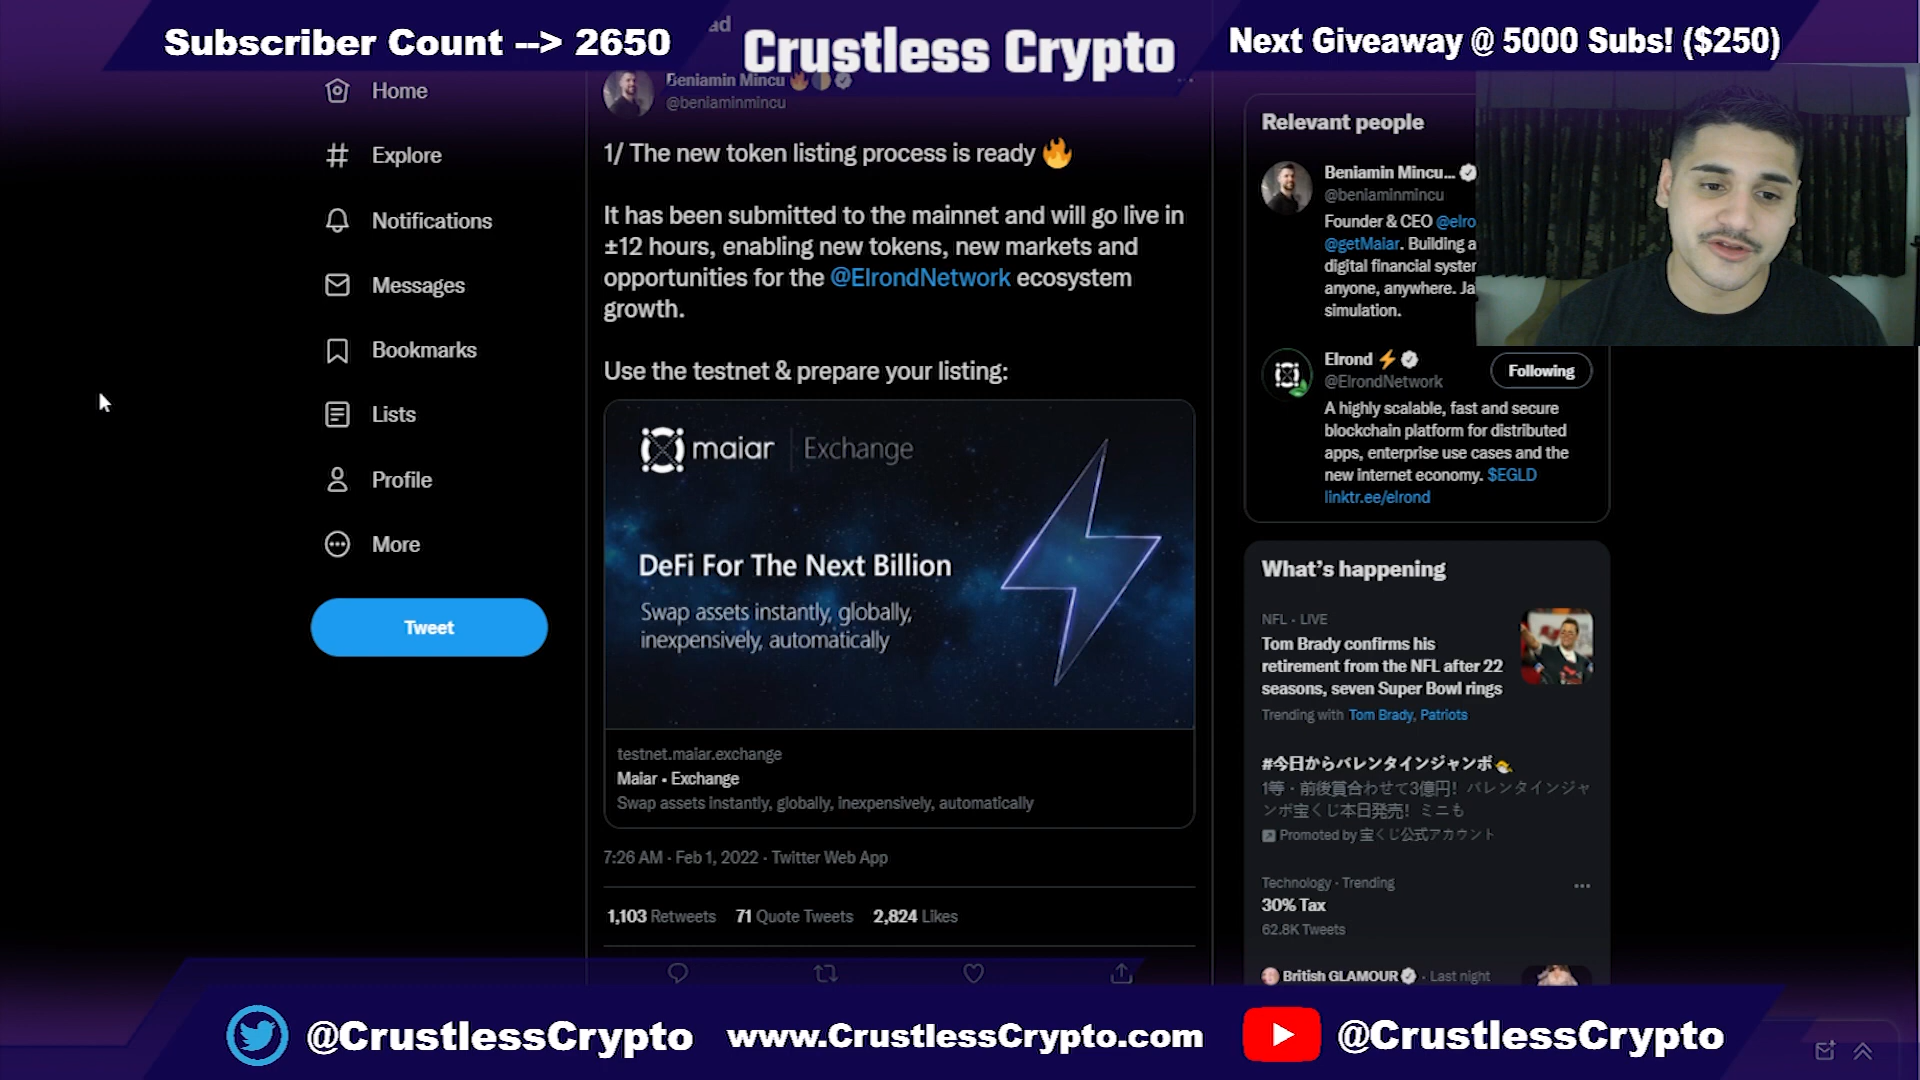 Subscriber Count --> 2650
ad
Crustless Crypto
Next Giveaway @ 5000 Subs! ($250)
Home
Explore
Notifications
Messages
Bookmarks
Lists
Profile
More
Tweet
Beniamin Mincu
@beniaminmincu
1/ The new token listing process is ready 🔥
It has been submitted to the mainnet and will go live in
±12 hours, enabling new tokens, new markets and
opportunities for the @ElrondNetwork ecosystem
growth.
Use the testnet & prepare your listing:
maiar | Exchange
DeFi For The Next Billion
Swap assets instantly, globally,
inexpensively, automatically
testnet.maiar.exchange
Maiar • Exchange
Swap assets instantly, globally, inexpensively, automatically
7:26 AM · Feb 1, 2022 · Twitter Web App
1,103 Retweets 71 Quote Tweets 2,824 Likes
Relevant people
Beniamin Mincu...
@beniaminmincu
Founder & CEO @elro
@getMaiar. Building a
digital financial syster
anyone, anywhere. Ja
simulation.
Elrond ⚡
@ElrondNetwork
Following
A highly scalable, fast and secure
blockchain platform for distributed
apps, enterprise use cases and the
new internet economy. $EGLD
linktr.ee/elrond
What's happening
NFL · LIVE
Tom Brady confirms his
retirement from the NFL after 22
seasons, seven Super Bowl rings
Trending with Tom Brady, Patriots
#今日からバレンタインジャンボ
1等・前後賞合わせて3億円！バレンタインジャ
ンボ宝くじ本日発売！ミニも
Promoted by 宝くじ公式アカウント
Technology · Trending
30% Tax
62.8K Tweets
British GLAMOUR · Last night
@CrustlessCrypto
www.CrustlessCrypto.com
@CrustlessCrypto